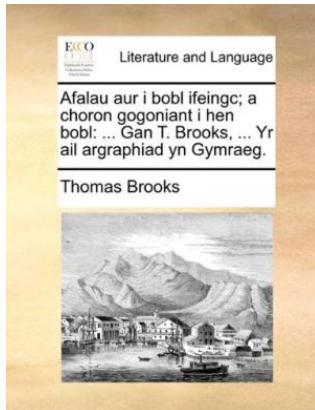 ECCO
Literature and Language
Afalau aur i bobl ifeingc; a
choron gogoniant i hen
bobl: ... Gan T. Brooks, ... Yr
ail argraphiad yn Gymraeg.
Thomas Brooks